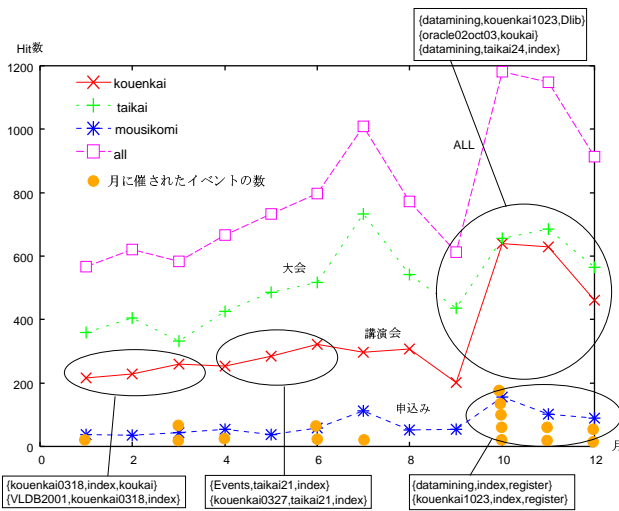 {datamining,kouenkai1023,Dlib}
{oracle02oct03,koukai}
{datamining,taikai24,index}
Hit数
1200
1000
800
600
400
200
0
kouenkai
taikai
mousikomi
all
月に催されたイベントの数
ALL
大会
講演会
申込み
0
2
4
6
8
10
12
月
{kouenkai0318,index,koukai}
{VLDB2001,kouenkai0318,index}
{Events,taikai21,index}
{kouenkai0327,taikai21,index}
{datamining,index,register}
{kouenkai1023,index,register}